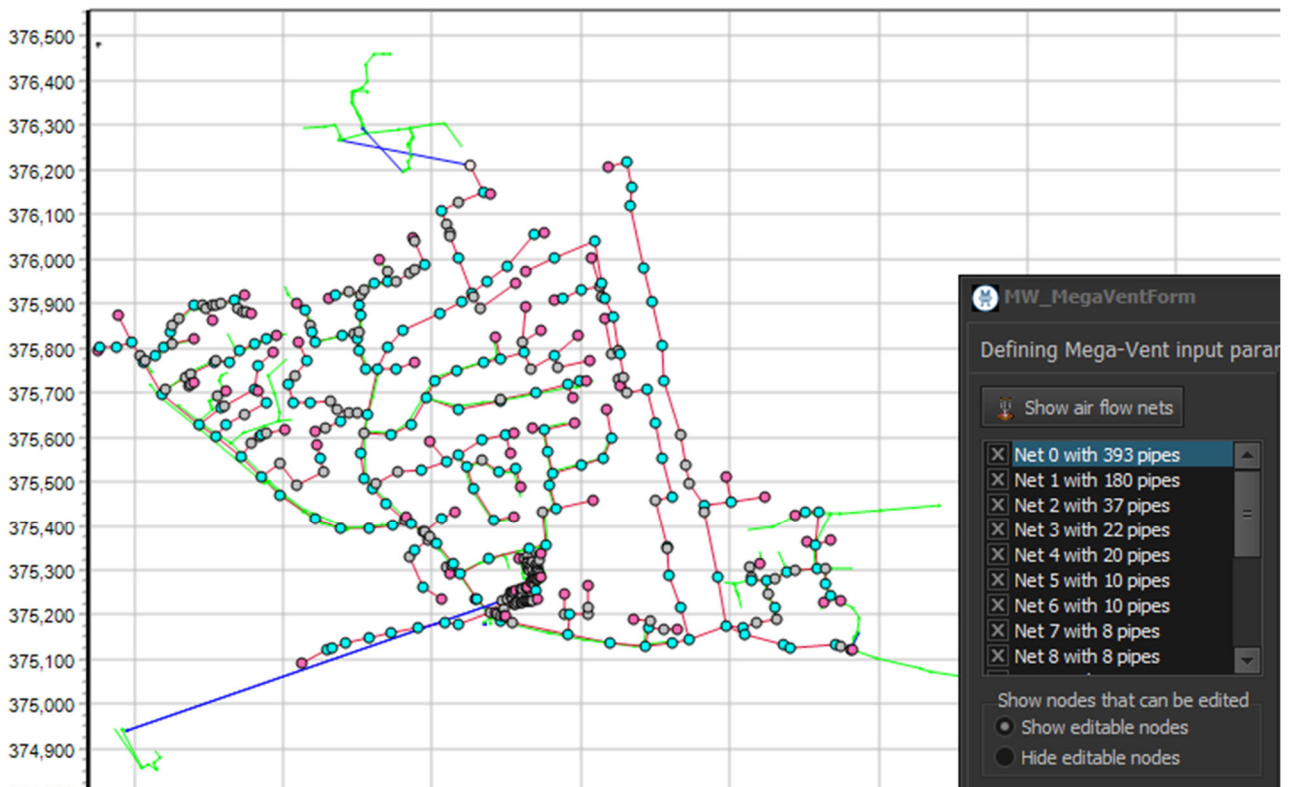 376,500
376,400
376,300
376,200
376,100
376,000
375,900
375,800
375,700
375,600
375,500
375,400
375,300
375,200
375,100
375,000
374,900
MW_MegaVentForm
Defining Mega-Vent input parar
Show air flow nets
Net 0 with 393 pipes
Net 1 with 180 pipes
Net 2 with 37 pipes
Net 3 with 22 pipes
Net 4 with 20 pipes
Net 5 with 10 pipes
Net 6 with 10 pipes
Net 7 with 8 pipes
Net 8 with 8 pipes
Show nodes that can be edited
Show editable nodes
Hide editable nodes